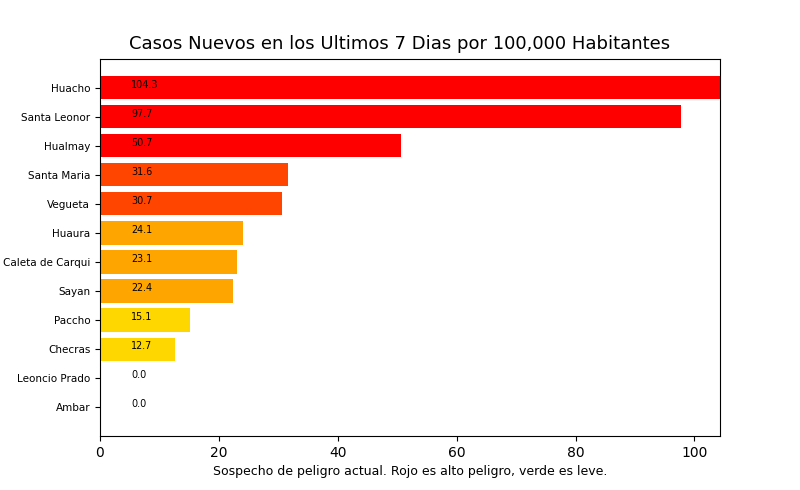 Casos Nuevos en los Ultimos 7 Dias por 100,000 Habitantes
Huacho 104.3
Santa Leonor 97.7
Hualmay 50.7
Santa Maria 31.6
Vegueta 30.7
Huaura 24.1
Caleta de Carqui 23.1
Sayan 22.4
Paccho 15.1
Checras 12.7
Leoncio Prado 0.0
Ambar 0.0
0 20 40 60 80 100
Sospecho de peligro actual. Rojo es alto peligro, verde es leve.